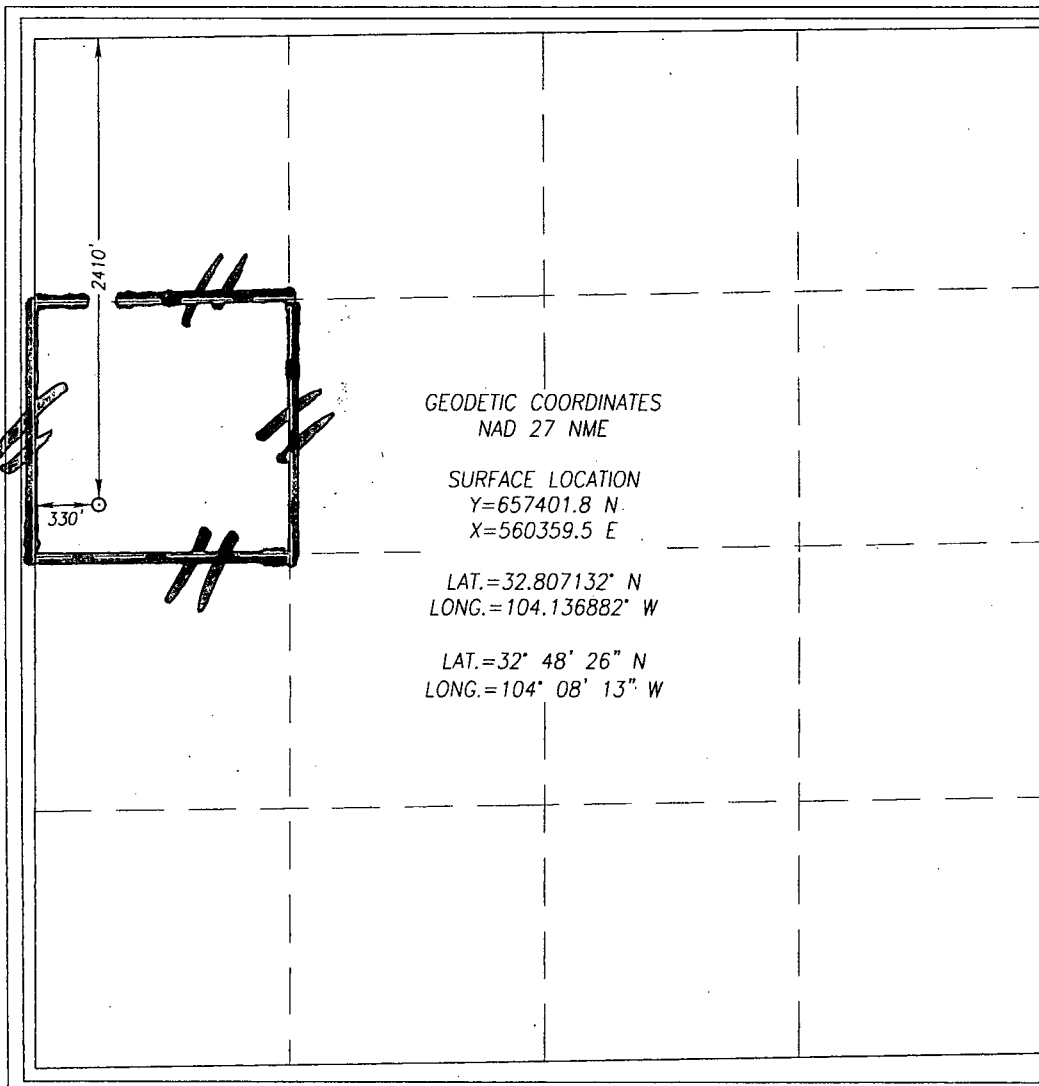 2410'
330'
GEODETIC COORDINATES
NAD 27 NME
SURFACE LOCATION
Y=657401.8 N
X=560359.5 E
LAT.=32.807132° N
LONG.=104.136882° W
LAT.=32° 48' 26" N
LONG.=104° 08' 13" W